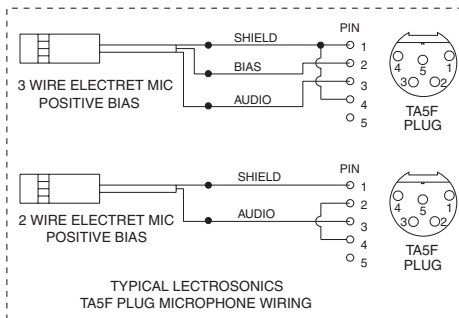 PIN
SHIELD
1
BIAS
2
3
AUDIO
4
5
3 WIRE ELECTRET MIC
POSITIVE BIAS
4 5 1
3 2
TA5F
PLUG
PIN
SHIELD
1
2
AUDIO
3
4
5
2 WIRE ELECTRET MIC
POSITIVE BIAS
4 5 1
3 2
TA5F
PLUG
TYPICAL LECTROSONICS
TA5F PLUG MICROPHONE WIRING